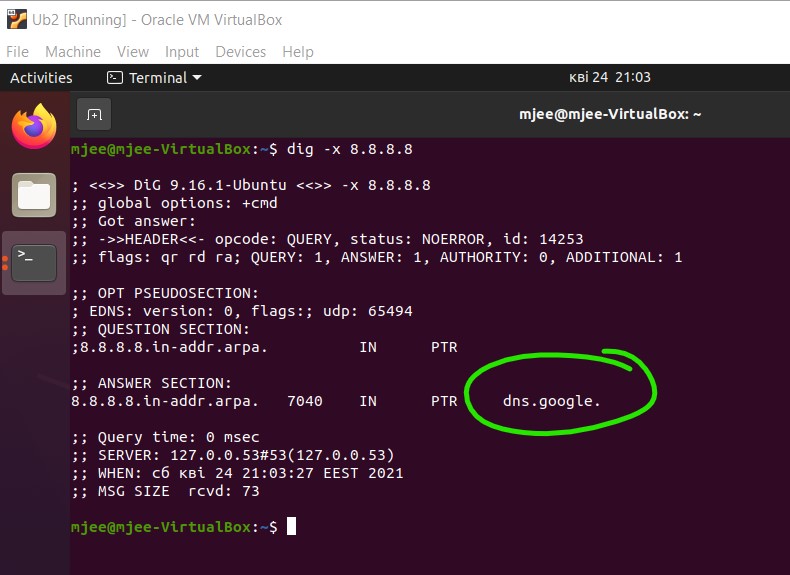 Ub2 [Running] - Oracle VM VirtualBox
File Machine View Input Devices Help
Activities Terminal кві 24 21:03
mjee@mjee-VirtualBox: ~
mjee@mjee-VirtualBox:~$ dig -x 8.8.8.8
; <<>> DiG 9.16.1-Ubuntu <<>> -x 8.8.8.8
;; global options: +cmd
;; Got answer:
;; ->>HEADER<<- opcode: QUERY, status: NOERROR, id: 14253
;; flags: qr rd ra; QUERY: 1, ANSWER: 1, AUTHORITY: 0, ADDITIONAL: 1
;; OPT PSEUDOSECTION:
; EDNS: version: 0, flags:; udp: 65494
;; QUESTION SECTION:
;8.8.8.8.in-addr.arpa. IN PTR
;; ANSWER SECTION:
8.8.8.8.in-addr.arpa. 7040 IN PTR dns.google.
;; Query time: 0 msec
;; SERVER: 127.0.0.53#53(127.0.0.53)
;; WHEN: сб кві 24 21:03:27 EEST 2021
;; MSG SIZE rcvd: 73
mjee@mjee-VirtualBox:~$